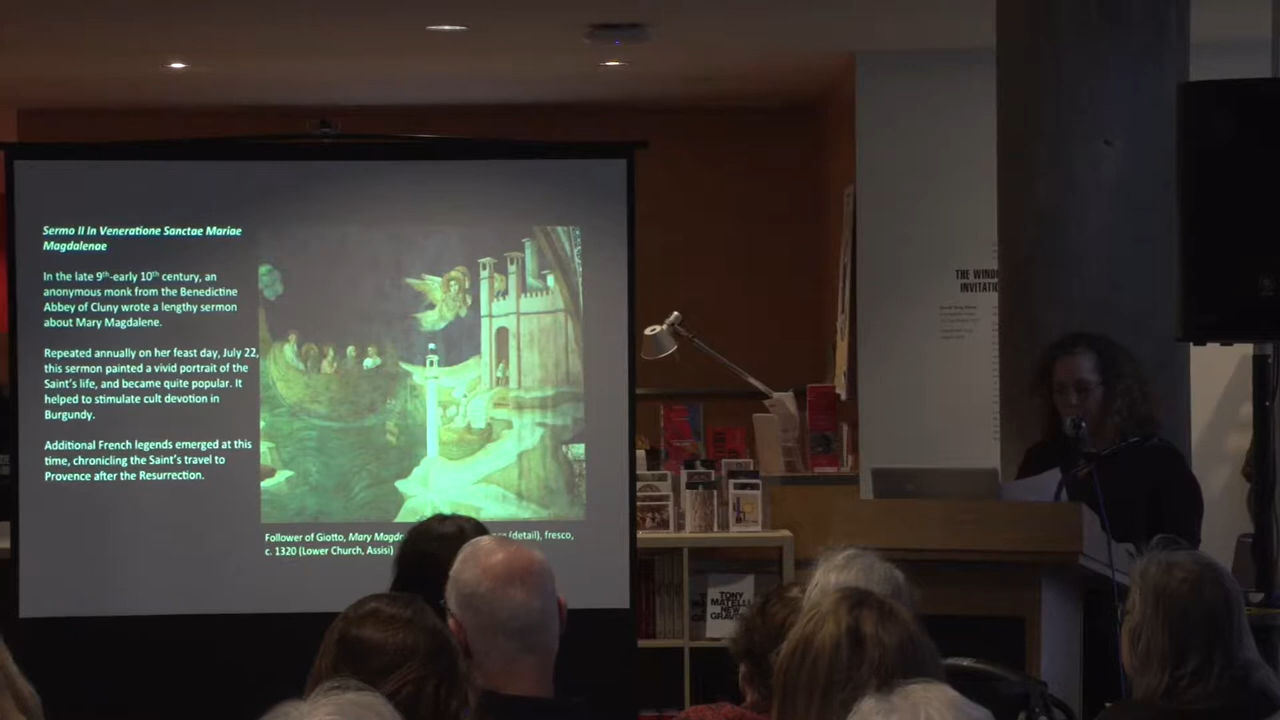 Sermo II In Veneratione Sanctae Mariae
Magdalenae
In the late 9th-early 10th century, an
anonymous monk from the Benedictine
Abbey of Cluny wrote a lengthy sermon
about Mary Magdalene.
Repeated annually on her feast day, July 22,
this sermon painted a vivid portrait of the
Saint's life, and became quite popular. It
helped to stimulate cult devotion in
Burgundy.
Additional French legends emerged at this
time, chronicling the Saint's travel to
Provence after the Resurrection.
Follower of Giotto, Mary (detail), fresco,
c. 1320 (Lower Church, Assisi)
THE
INVITATIO
TONY
MATELLI
NEW